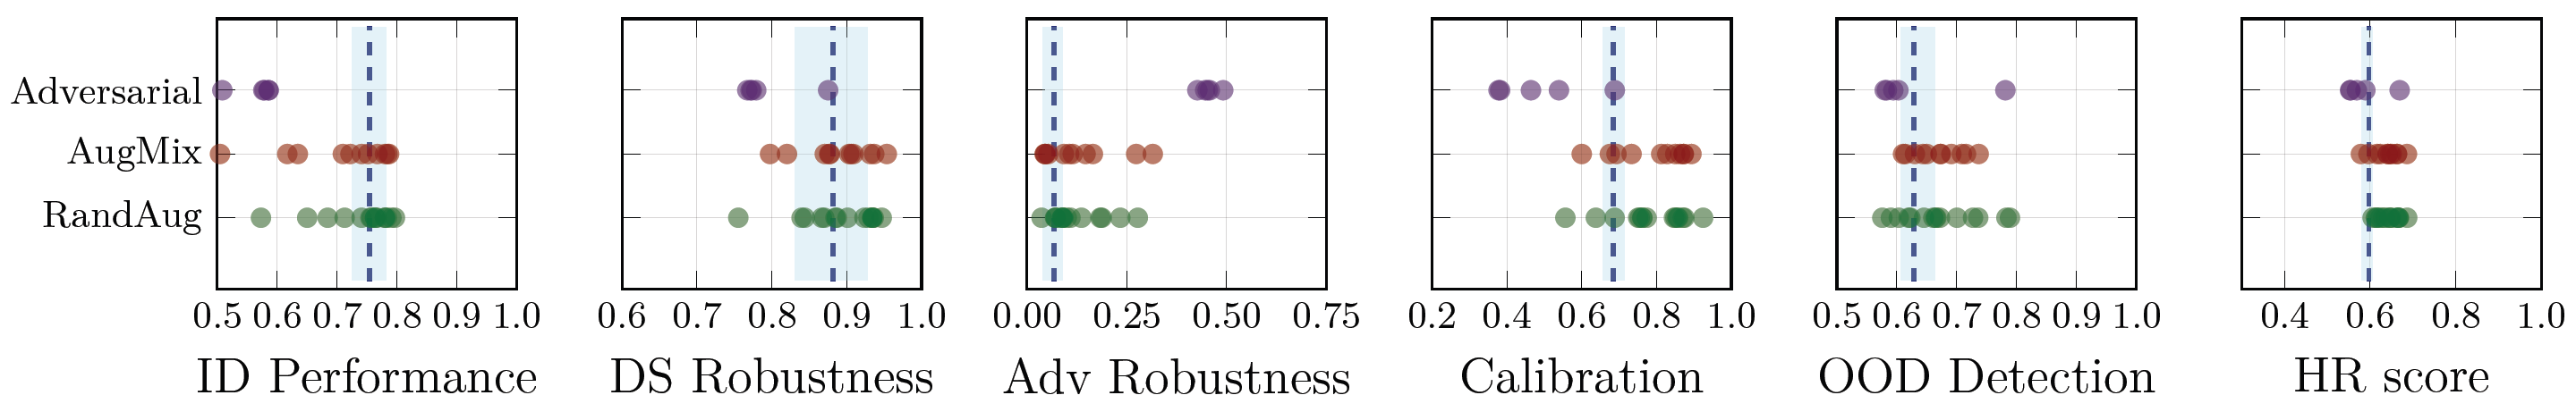 Adversarial
AugMix
RandAug
0.5 0.6 0.7 0.8 0.9 1.0
ID Performance
0.6 0.7 0.8 0.9 1.0
DS Robustness
0.00 0.25 0.50 0.75
Adv Robustness
0.2 0.4 0.6 0.8 1.0
Calibration
0.5 0.6 0.7 0.8 0.9 1.0
OOD Detection
0.4 0.6 0.8 1.0
HR score